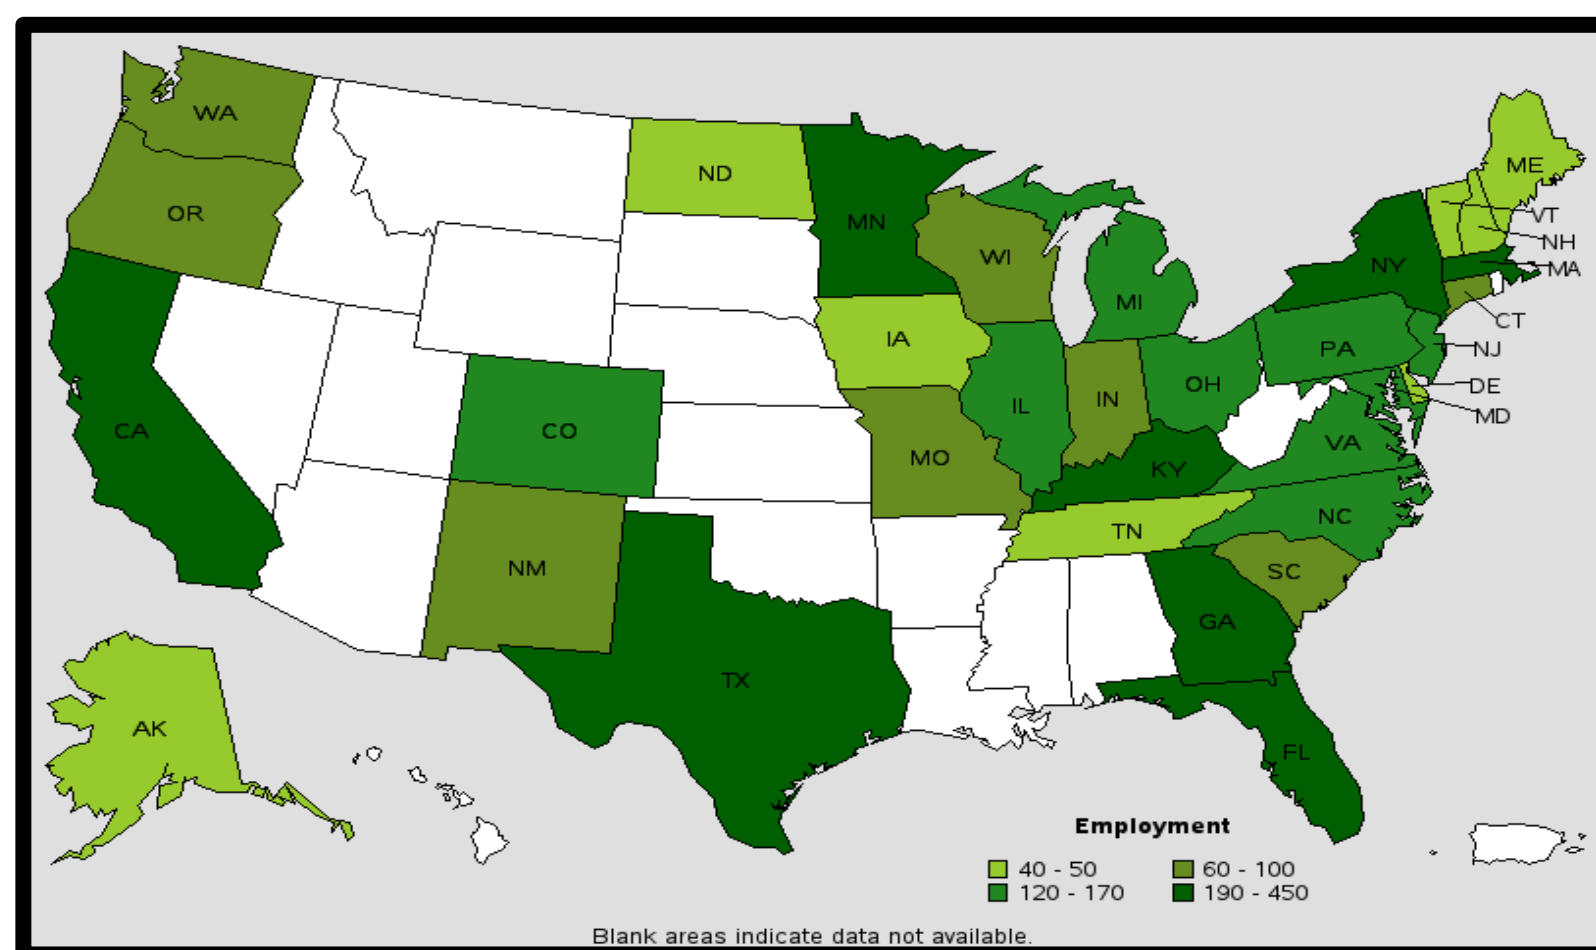 WA
ME
ND
OR
VT
MN
NH
WI
NY
MA
MI
CT
IA
PA
NJ
OH
DE
IL
IN
MD
CA
CO
VA
MO
KY
NC
TN
NM
SC
GA
TX
AK
FL
Employment
40 - 50
60 - 100
120 - 170
190 - 450
Blank areas indicate data not available.